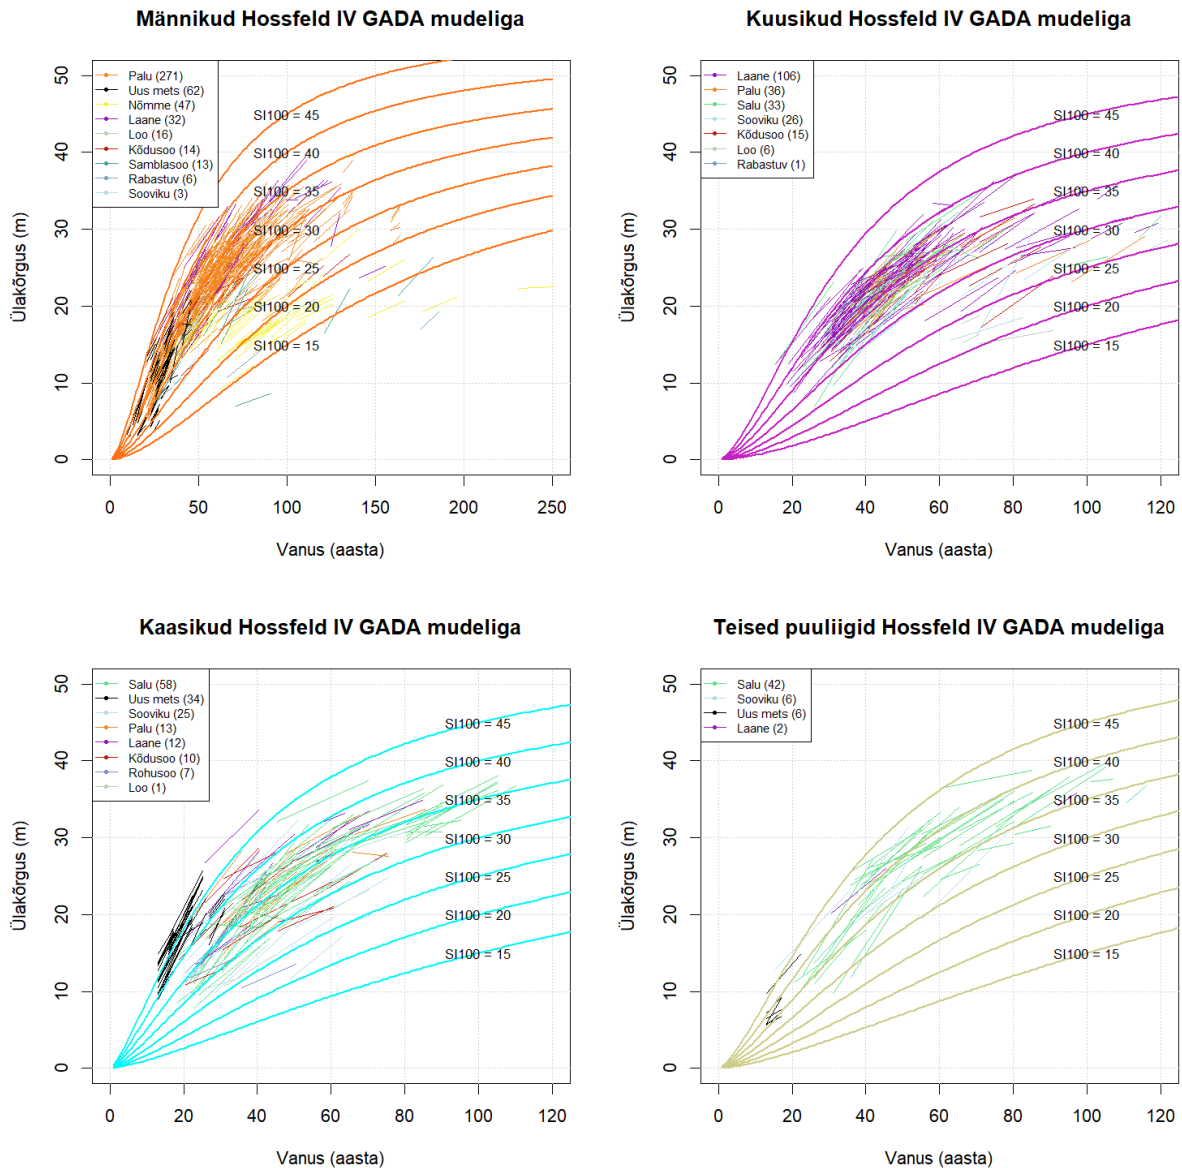 Männikud Hossfeld IV GADA mudeliga
Palu (271)
Uus mets (62)
Nõmme (47)
Laane (32)
Loo (16)
Kõdusoo (14)
Samblasoo (13)
Rabastuv (6)
Sooviku (3)
SI100 = 45
SI100 = 40
SI100 = 35
SI100 = 30
SI100 = 25
SI100 = 20
SI100 = 15
50
40
30
20
10
0
Ülakõrgus (m)
0 50 100 150 200 250
Vanus (aasta)
Kuusikud Hossfeld IV GADA mudeliga
Laane (106)
Palu (36)
Salu (33)
Sooviku (26)
Kõdusoo (15)
Loo (6)
Rabastuv (1)
SI100 = 45
SI100 = 40
SI100 = 35
SI100 = 30
SI100 = 25
SI100 = 20
SI100 = 15
50
40
30
20
10
0
Ülakõrgus (m)
0 20 40 60 80 100 120
Vanus (aasta)
Kaasikud Hossfeld IV GADA mudeliga
Salu (58)
Uus mets (34)
Sooviku (25)
Palu (13)
Laane (12)
Kõdusoo (10)
Rohusoo (7)
Loo (1)
SI100 = 45
SI100 = 40
SI100 = 35
SI100 = 30
SI100 = 25
SI100 = 20
SI100 = 15
50
40
30
20
10
0
Ülakõrgus (m)
0 20 40 60 80 100 120
Vanus (aasta)
Teised puuliigid Hossfeld IV GADA mudeliga
Salu (42)
Sooviku (6)
Uus mets (6)
Laane (2)
SI100 = 45
SI100 = 40
SI100 = 35
SI100 = 30
SI100 = 25
SI100 = 20
SI100 = 15
50
40
30
20
10
0
Ülakõrgus (m)
0 20 40 60 80 100 120
Vanus (aasta)